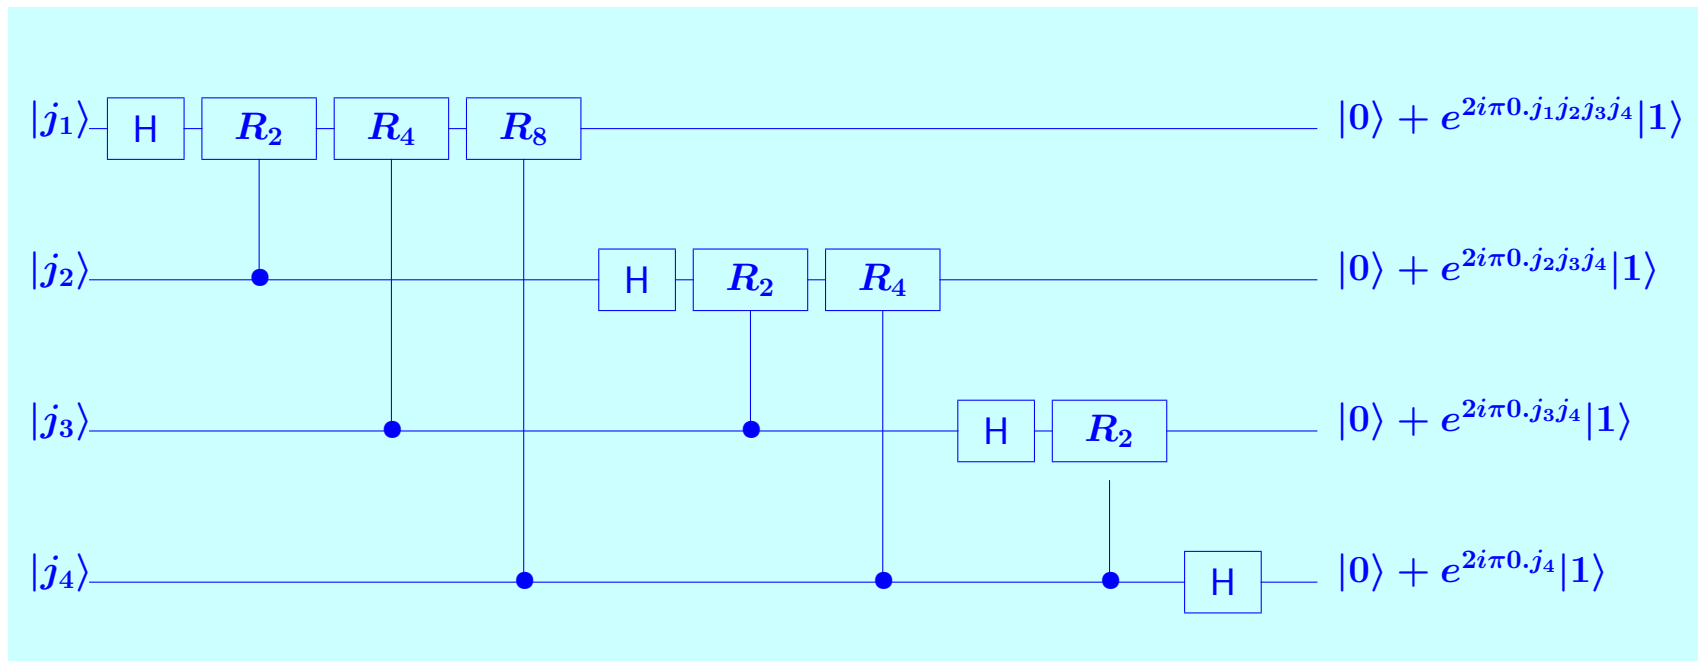 |j₁⟩ H R₂ R₄ R₈ |0⟩ + e^{2iπ0.j₁j₂j₃j₄}|1⟩
|j₂⟩ H R₂ R₄ |0⟩ + e^{2iπ0.j₂j₃j₄}|1⟩
|j₃⟩ H R₂ |0⟩ + e^{2iπ0.j₃j₄}|1⟩
|j₄⟩ H |0⟩ + e^{2iπ0.j₄}|1⟩